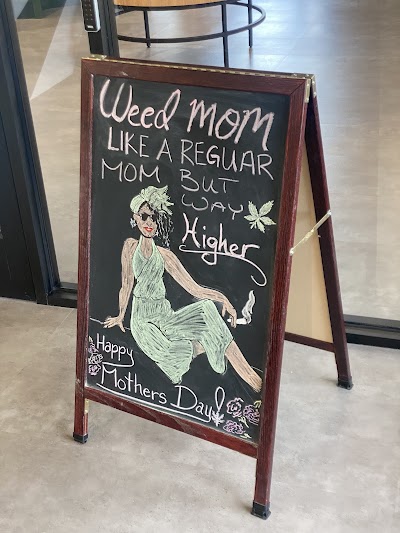 Weed MOM
LIKE A REGUAR
MOM BUT
WAY
Higher
Happy
Mothers Day!